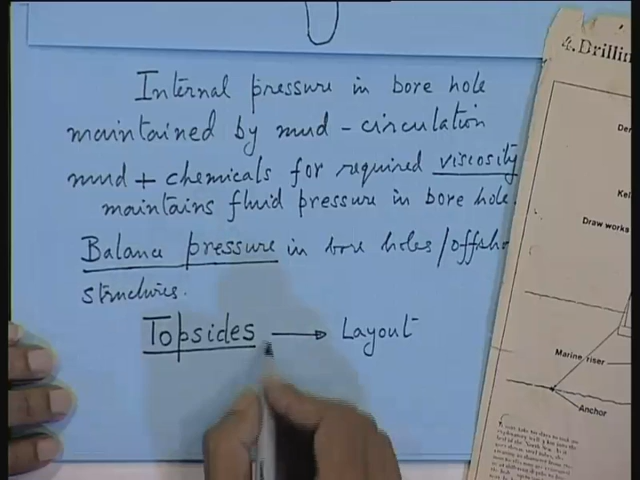 Internal pressure in bore hole
maintained by mud - circulation
mud + chemicals for required viscosity
maintains fluid pressure in bore hole.
Balance pressure in bore holes/offsho
structures.
Topsides → Layout
4. Drillin
Der
Kel
Draw works
Marine riser
Anchor